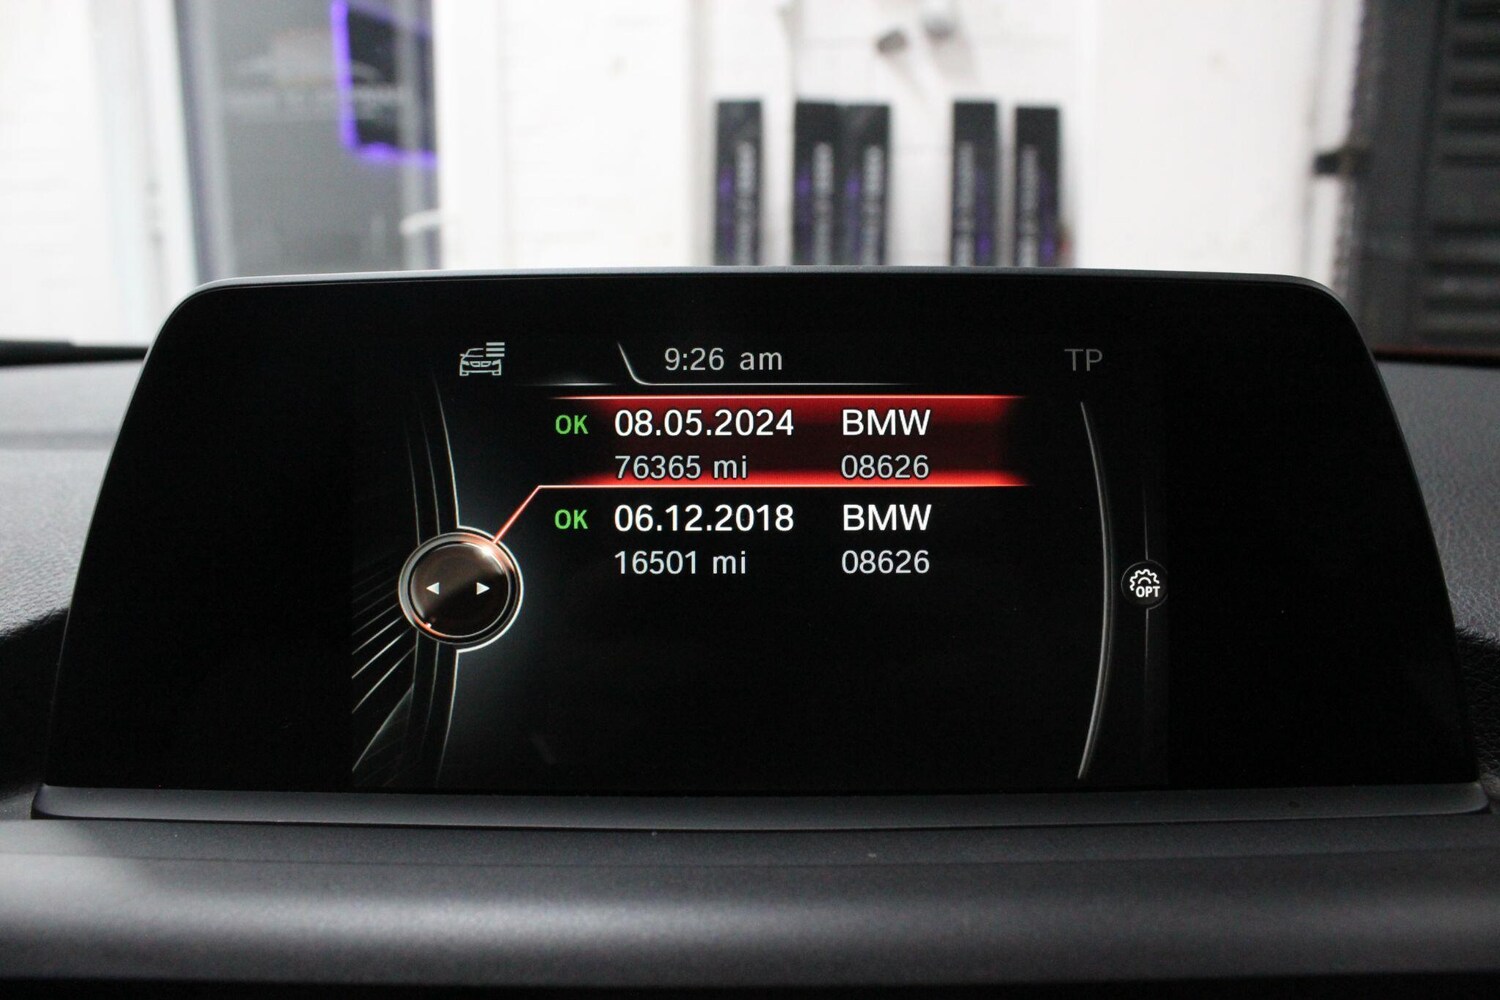 9:26 am TP
OK 08.05.2024 BMW
76365 mi 08626
OK 06.12.2018 BMW
16501 mi 08626
OPT